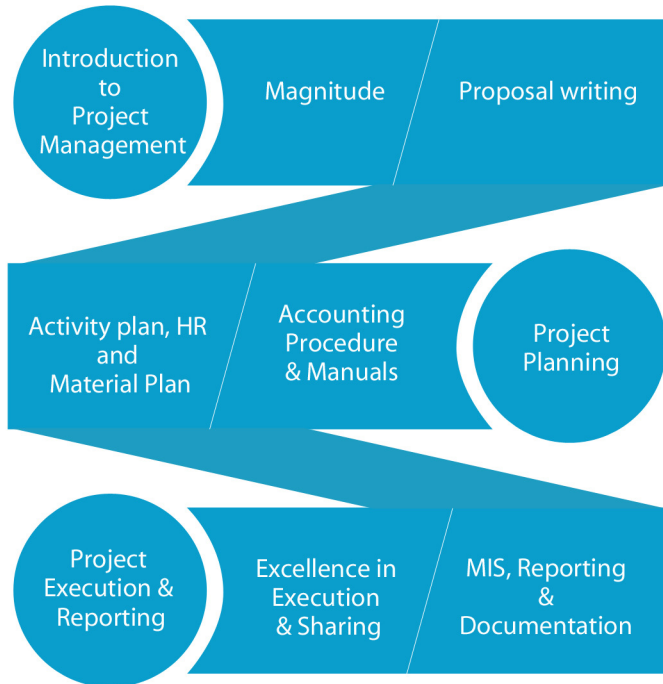 Introduction
to
Project
Management
Magnitude
Proposal writing
Activity plan, HR
and
Material Plan
Accounting
Procedure
& Manuals
Project
Planning
Project
Execution &
Reporting
Excellence in
Execution
& Sharing
MIS, Reporting
&
Documentation